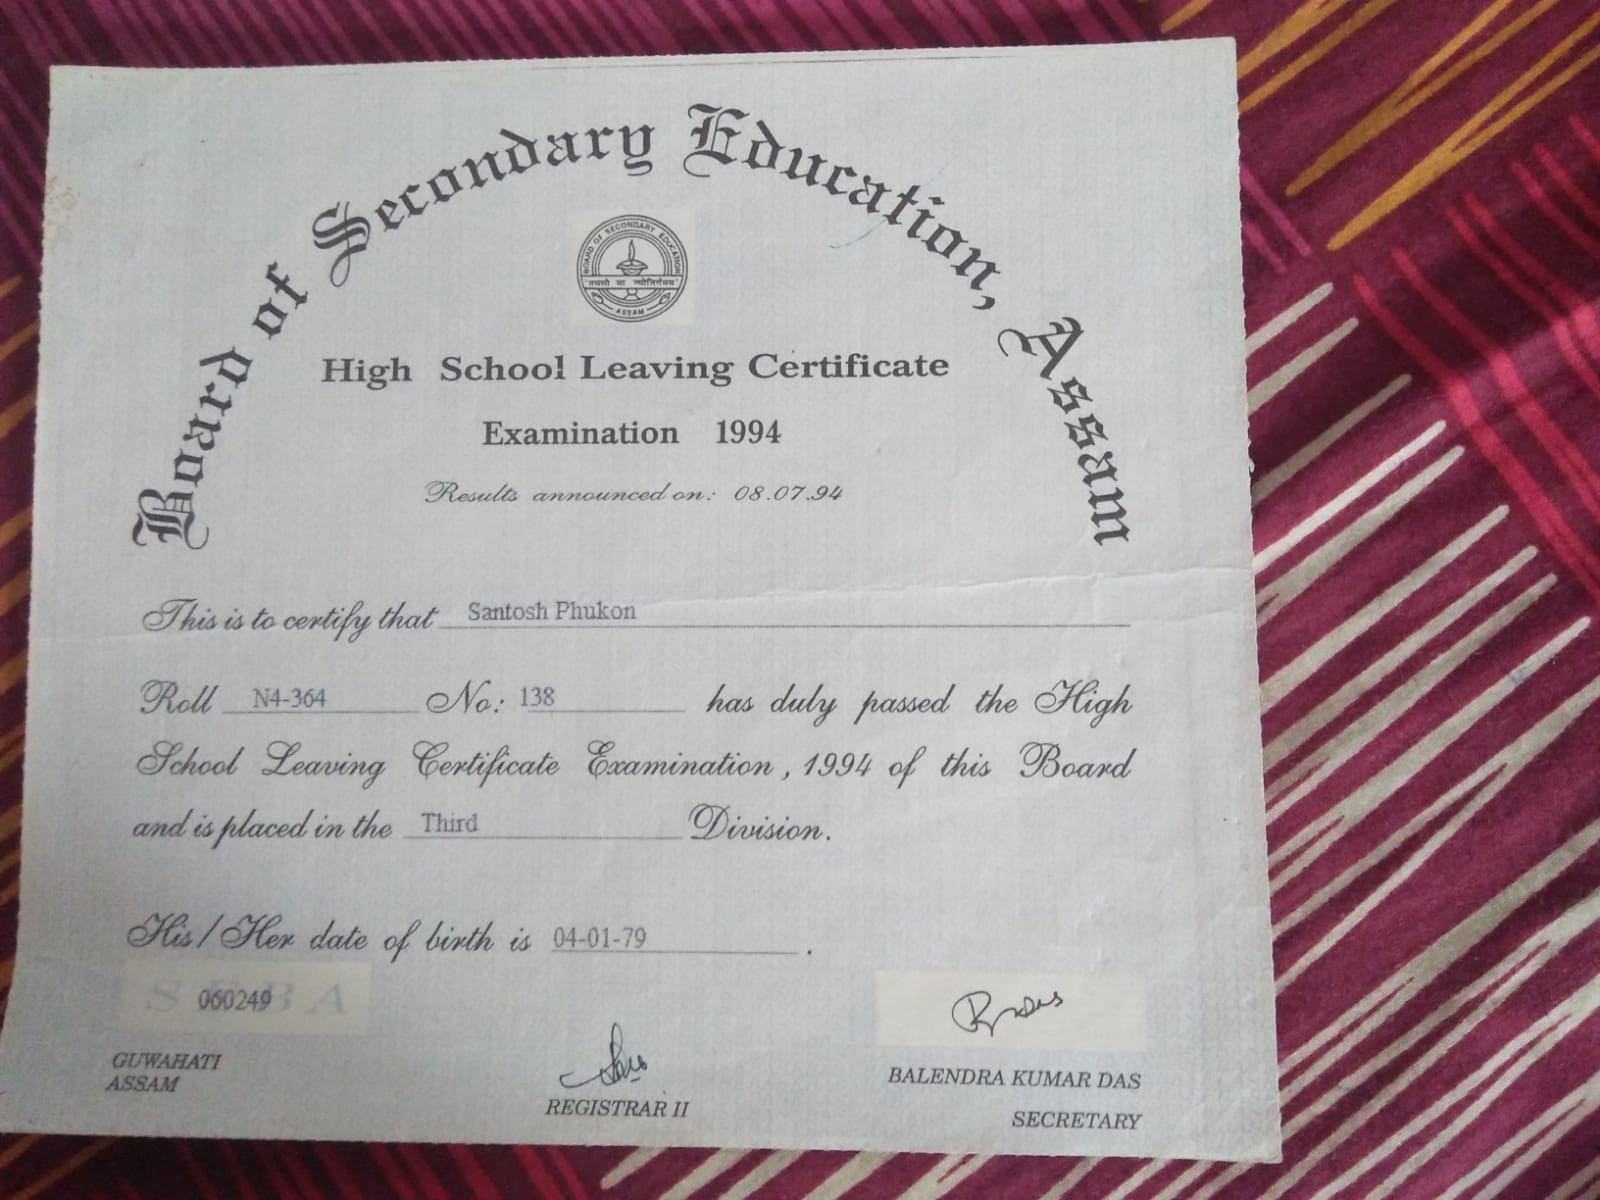 Board of Secondary Education, Assam
BOARD OF SECONDARY EDUCATION
तमसो मा ज्योतिर्गमय
ASSAM
High School Leaving Certificate
Examination 1994
Results announced on: 08.07.94
This is to certify that Santosh Phukon
Roll N4-364 No: 138 has duly passed the High
School Leaving Certificate Examination, 1994 of this Board
and is placed in the Third Division.
His/Her date of birth is 04-01-79.
SEBA
060249
GUWAHATI
ASSAM
REGISTRAR II
BALENDRA KUMAR DAS
SECRETARY